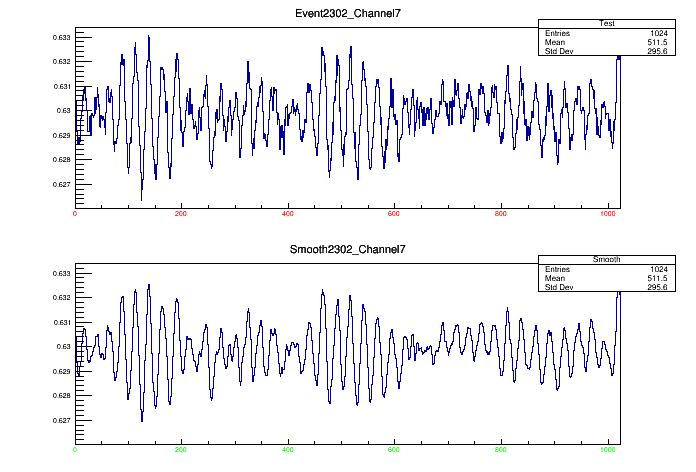 Event2302_Channel7
Test
Entries 1024
Mean 511.5
Std Dev 295.6
0.633
0.632
0.631
0.63
0.629
0.628
0.627
0 200 400 600 800 1000
Smooth2302_Channel7
Smooth
Entries 1024
Mean 511.5
Std Dev 295.6
0.633
0.632
0.631
0.63
0.629
0.628
0.627
0 200 400 600 800 1000